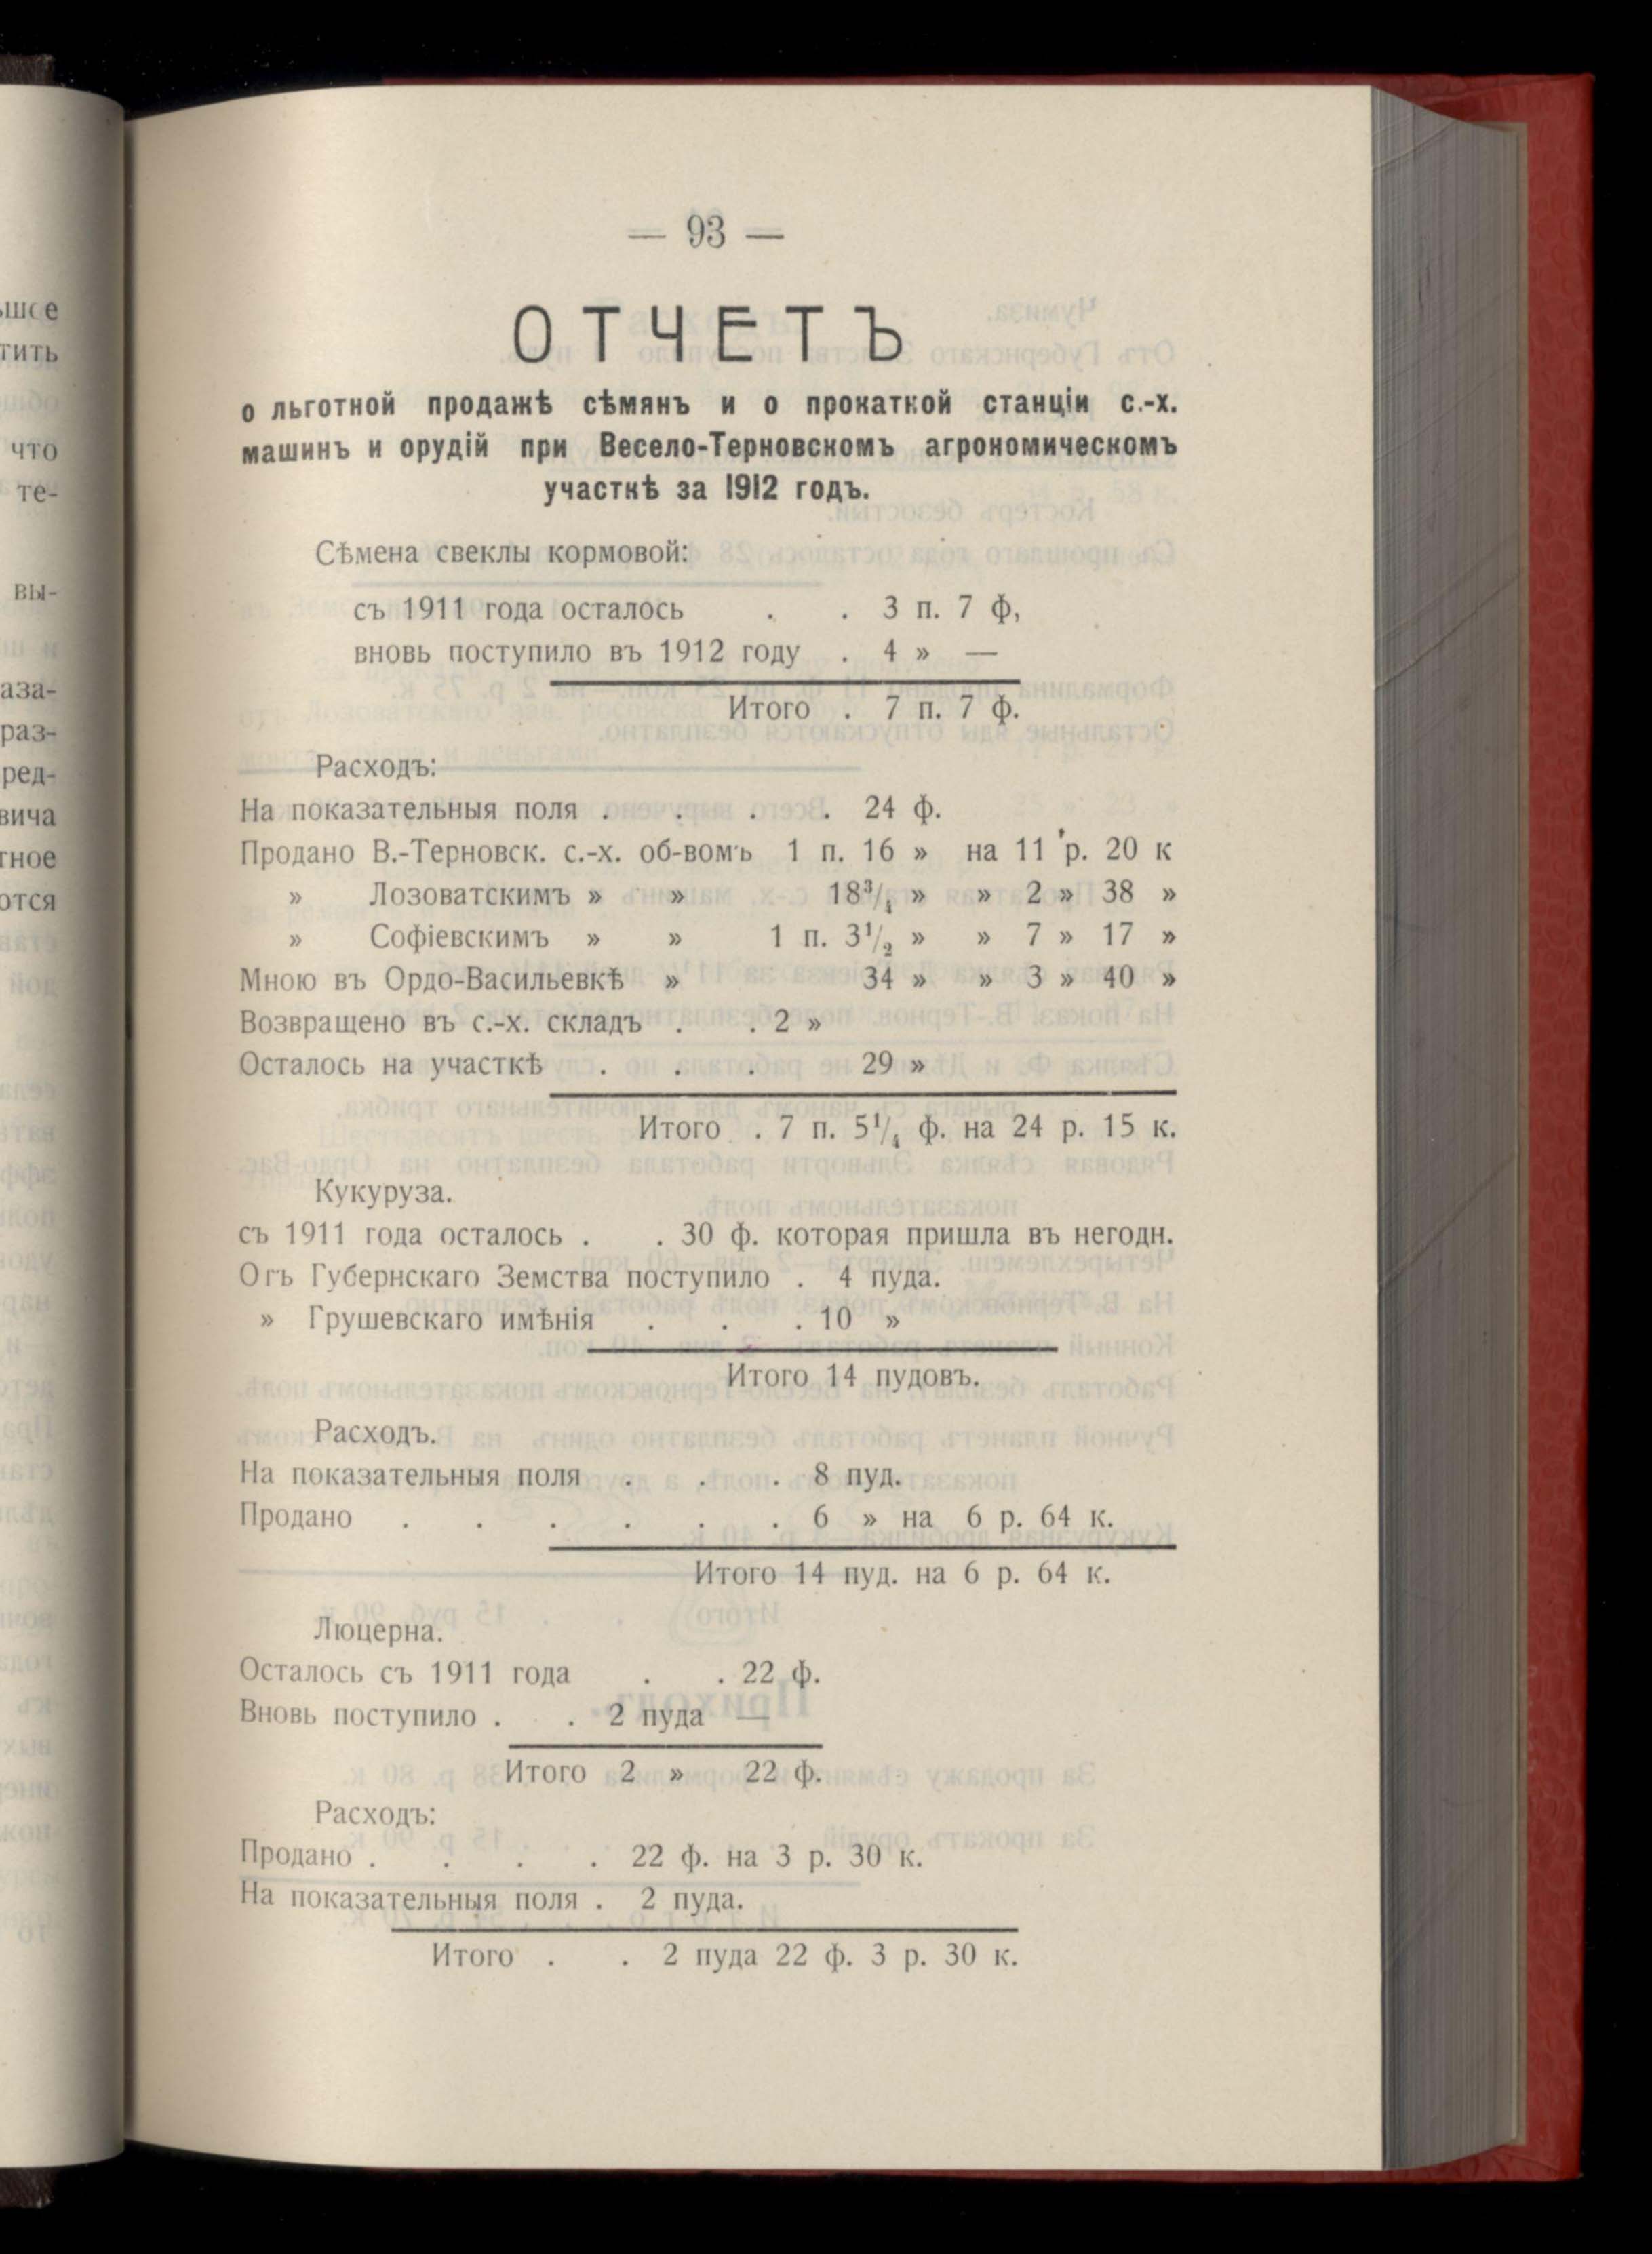 — 93 —
ОТЧЕТЪ
о льготной продажѣ сѣмянъ и о прокаткой станціи с.-х.
машинъ и орудій при Весело-Терновскомъ агрономическомъ
участкѣ за 1912 годъ.
Сѣмена свеклы кормовой:
съ 1911 года осталось . . 3 п. 7 ф,
вновь поступило въ 1912 году . 4 » —
Итого . 7 п. 7 ф.
Расходъ:
На показательныя поля . . . . 24 ф.
Продано В.-Терновск. с.-х. об-вомъ 1 п. 16 » на 11 р. 20 к
» Лозоватскимъ » » 18³/₄ » » 2 » 38 »
» Софіевскимъ » » 1 п. 3¹/₂ » » 7 » 17 »
Мною въ Ордо-Васильевкѣ » 34 » » 3 » 40 »
Возвращено въ с.-х. складъ . . 2 »
Осталось на участкѣ . . . 29 »
Итого . 7 п. 5¹/₄ ф. на 24 р. 15 к.
Кукуруза.
съ 1911 года осталось . . 30 ф. которая пришла въ негодн.
Отъ Губернскаго Земства поступило . 4 пуда.
» Грушевскаго имѣнія . . . 10 »
Итого 14 пудовъ.
Расходъ.
На показательныя поля . . . 8 пуд.
Продано . . . . . . 6 » на 6 р. 64 к.
Итого 14 пуд. на 6 р. 64 к.
Люцерна.
Осталось съ 1911 года . . 22 ф.
Вновь поступило . . 2 пуда —
Итого 2 » 22 ф.
Расходъ:
Продано . . . . 22 ф. на 3 р. 30 к.
На показательныя поля . 2 пуда.
Итого . . 2 пуда 22 ф. 3 р. 30 к.